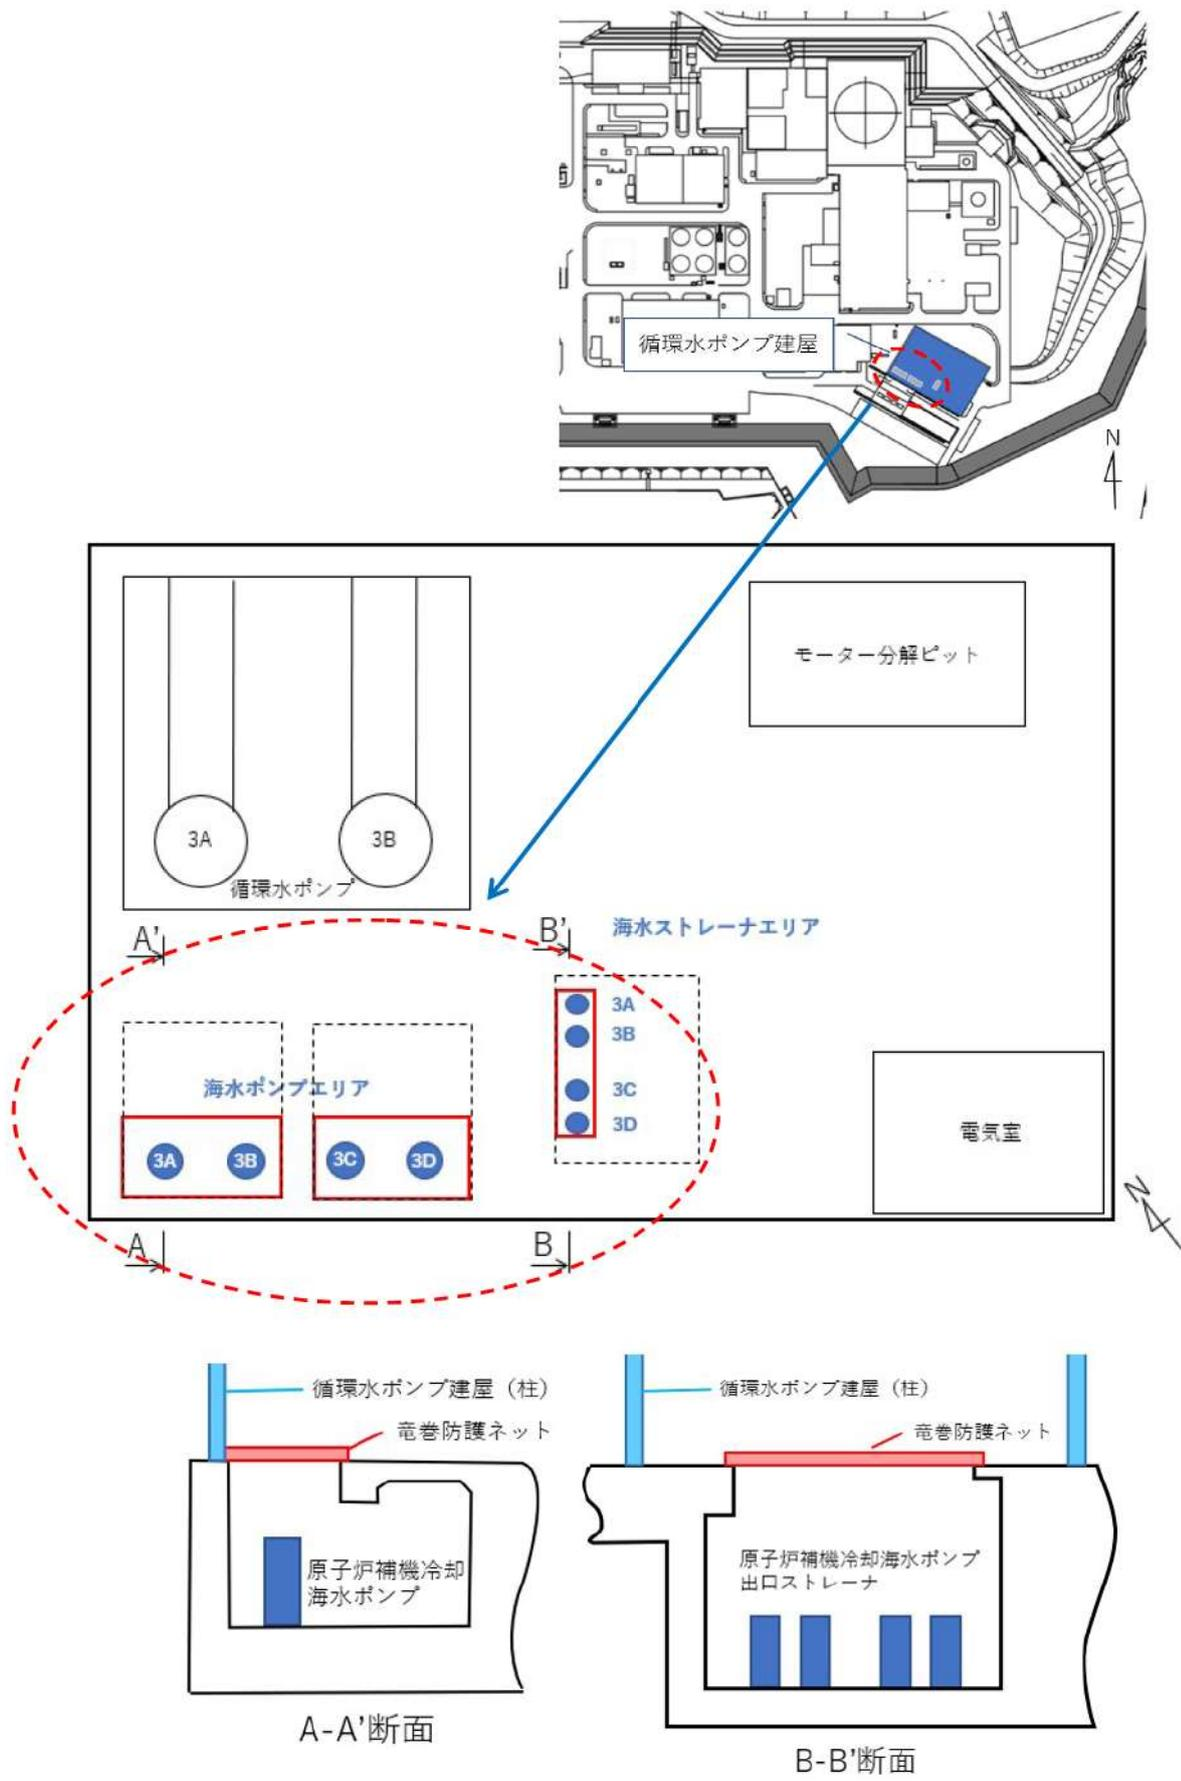 循環水ポンプ建屋
N
モーター分解ピット
3A
3B
循環水ポンプ
A'
B'
海水ストレーナエリア
3A
3B
3C
3D
海水ポンプエリア
3A
3B
3C
3D
電気室
N
A
B
循環水ポンプ建屋（柱）
竜巻防護ネット
原子炉補機冷却
海水ポンプ
A-A'断面
循環水ポンプ建屋（柱）
竜巻防護ネット
原子炉補機冷却海水ポンプ
出口ストレーナ
B-B'断面